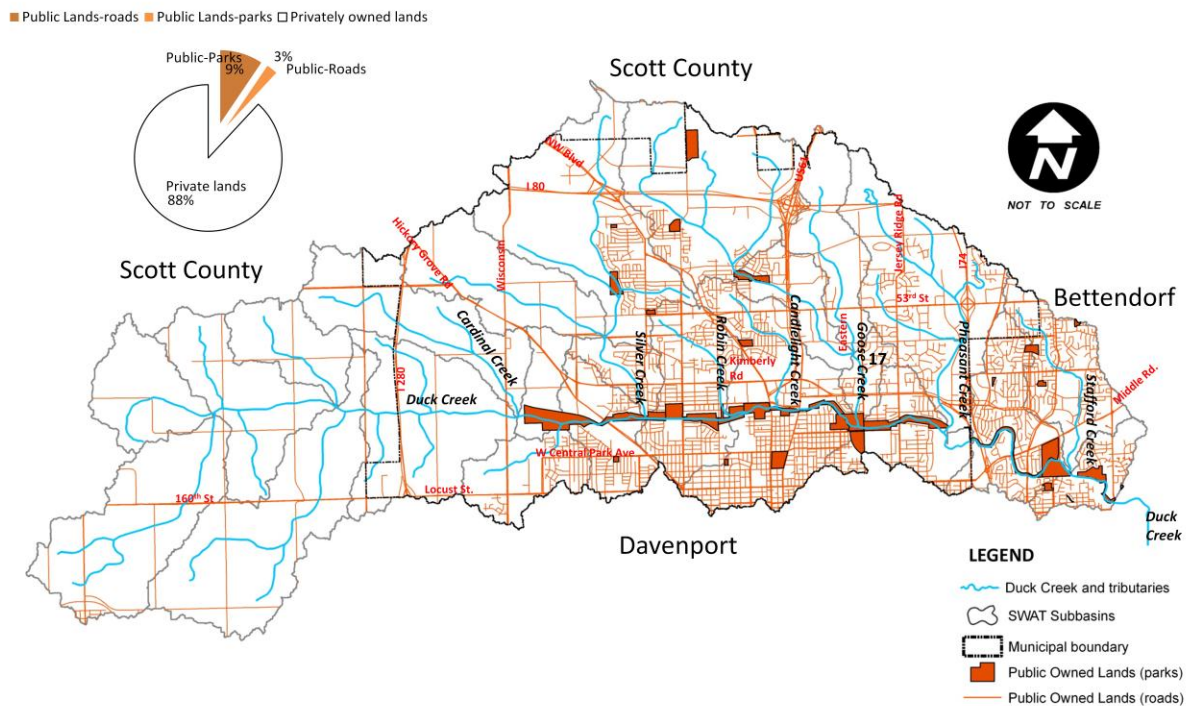 Public Lands-roads Public Lands-parks Privately owned lands
Public-Parks
9%
3%
Public-Roads
Private lands
88%
Scott County
N
NOT TO SCALE
NW Blvd
US61
I 80
Hickory Grove Rd
Wisconsin
Jersey Ridge Rd
I74
Scott County
53rd St
Bettendorf
Cardinal Creek
Silver Creek
Robin Creek
Candlelight Creek
Eastern
Goose Creek
17
Pheasant Creek
Kimberly
Rd
Stafford Creek
Middle Rd.
I 280
Duck Creek
W Central Park Ave
160th St
Locust St.
Duck
Creek
Davenport
LEGEND
Duck Creek and tributaries
SWAT Subbasins
Municipal boundary
Public Owned Lands (parks)
Public Owned Lands (roads)